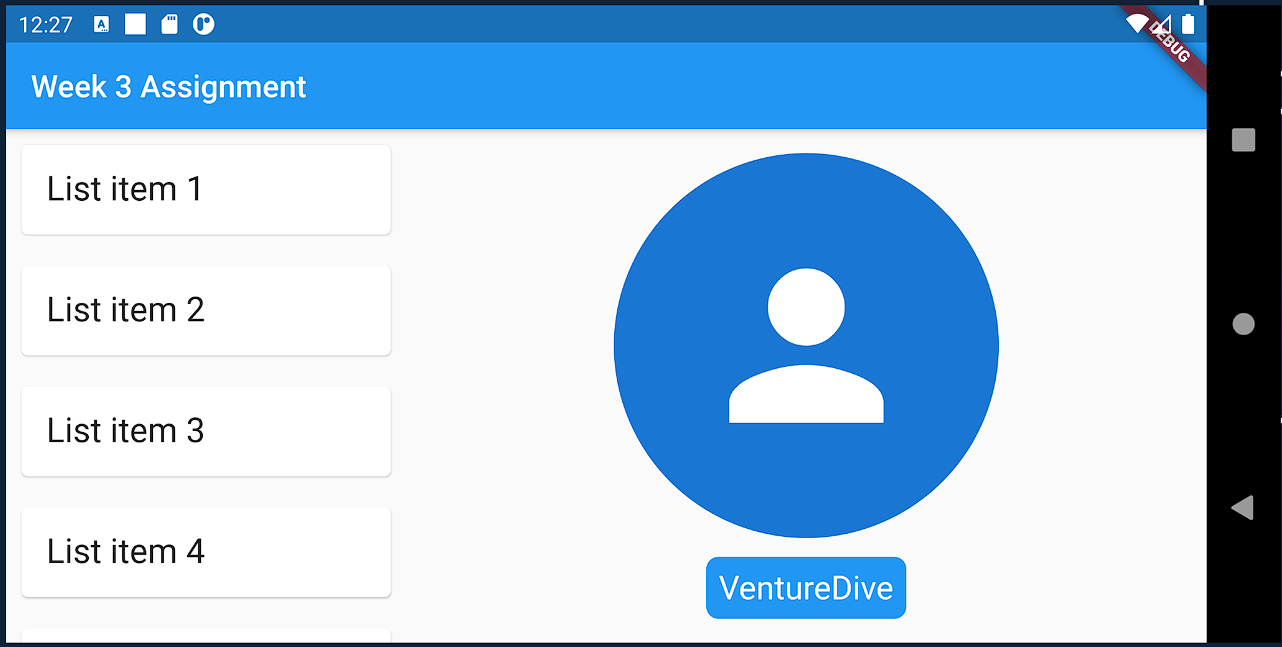 12:27
A
DEBUG
Week 3 Assignment
List item 1
List item 2
List item 3
List item 4
VentureDive